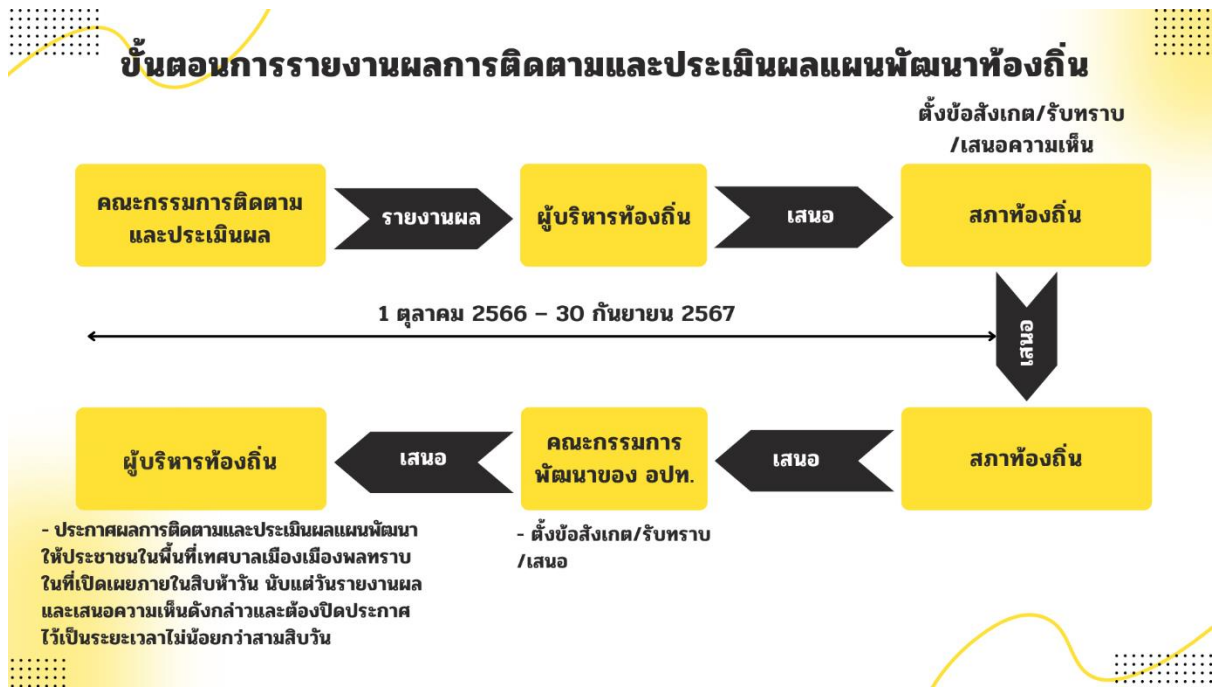 ขั้นตอนการรายงานผลการติดตามและประเมินผลแผนพัฒนาท้องถิ่น
ตั้งข้อสังเกต/รับทราบ
/เสนอความเห็น
คณะกรรมการติดตาม
และประเมินผล
รายงานผล
ผู้บริหารท้องถิ่น
เสนอ
สภาท้องถิ่น
1 ตุลาคม 2566 – 30 กันยายน 2567
เสนอ
ผู้บริหารท้องถิ่น
เสนอ
คณะกรรมการ
พัฒนาของ อปท.
เสนอ
สภาท้องถิ่น
- ประกาศผลการติดตามและประเมินผลแผนพัฒนา
ให้ประชาชนในพื้นที่เทศบาลเมืองเมืองพลทราบ
ในที่เปิดเผยภายในสิบห้าวัน นับแต่วันรายงานผล
และเสนอความเห็นดังกล่าวและต้องปิดประกาศ
ไว้เป็นระยะเวลาไม่น้อยกว่าสามสิบวัน
- ตั้งข้อสังเกต/รับทราบ
/เสนอ